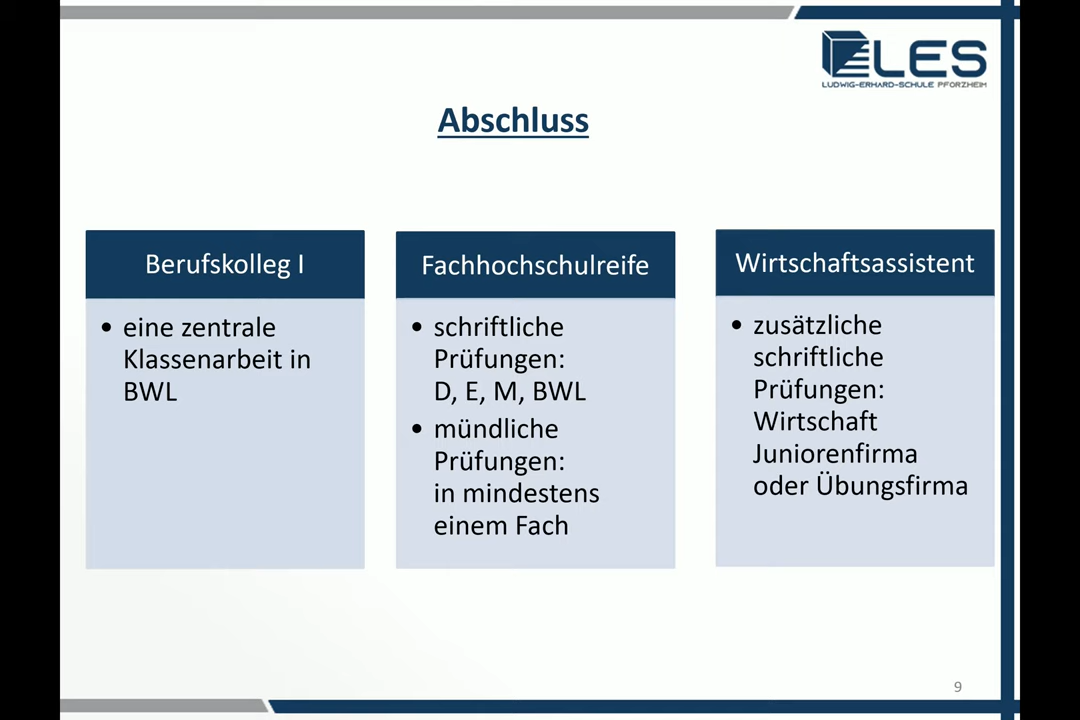 LES
LUDWIG-ERHARD-SCHULE PFORZHEIM
Abschluss
Berufskolleg I
• eine zentrale
Klassenarbeit in
BWL
Fachhochschulreife
• schriftliche
Prüfungen:
D, E, M, BWL
• mündliche
Prüfungen:
in mindestens
einem Fach
Wirtschaftsassistent
• zusätzliche
schriftliche
Prüfungen:
Wirtschaft
Juniorenfirma
oder Übungsfirma
9